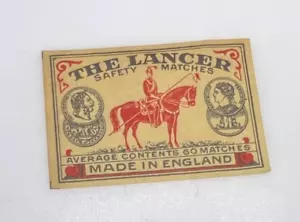 THE LANCER
SAFETY MATCHES
AVERAGE CONTENTS 60 MATCHES
MADE IN ENGLAND